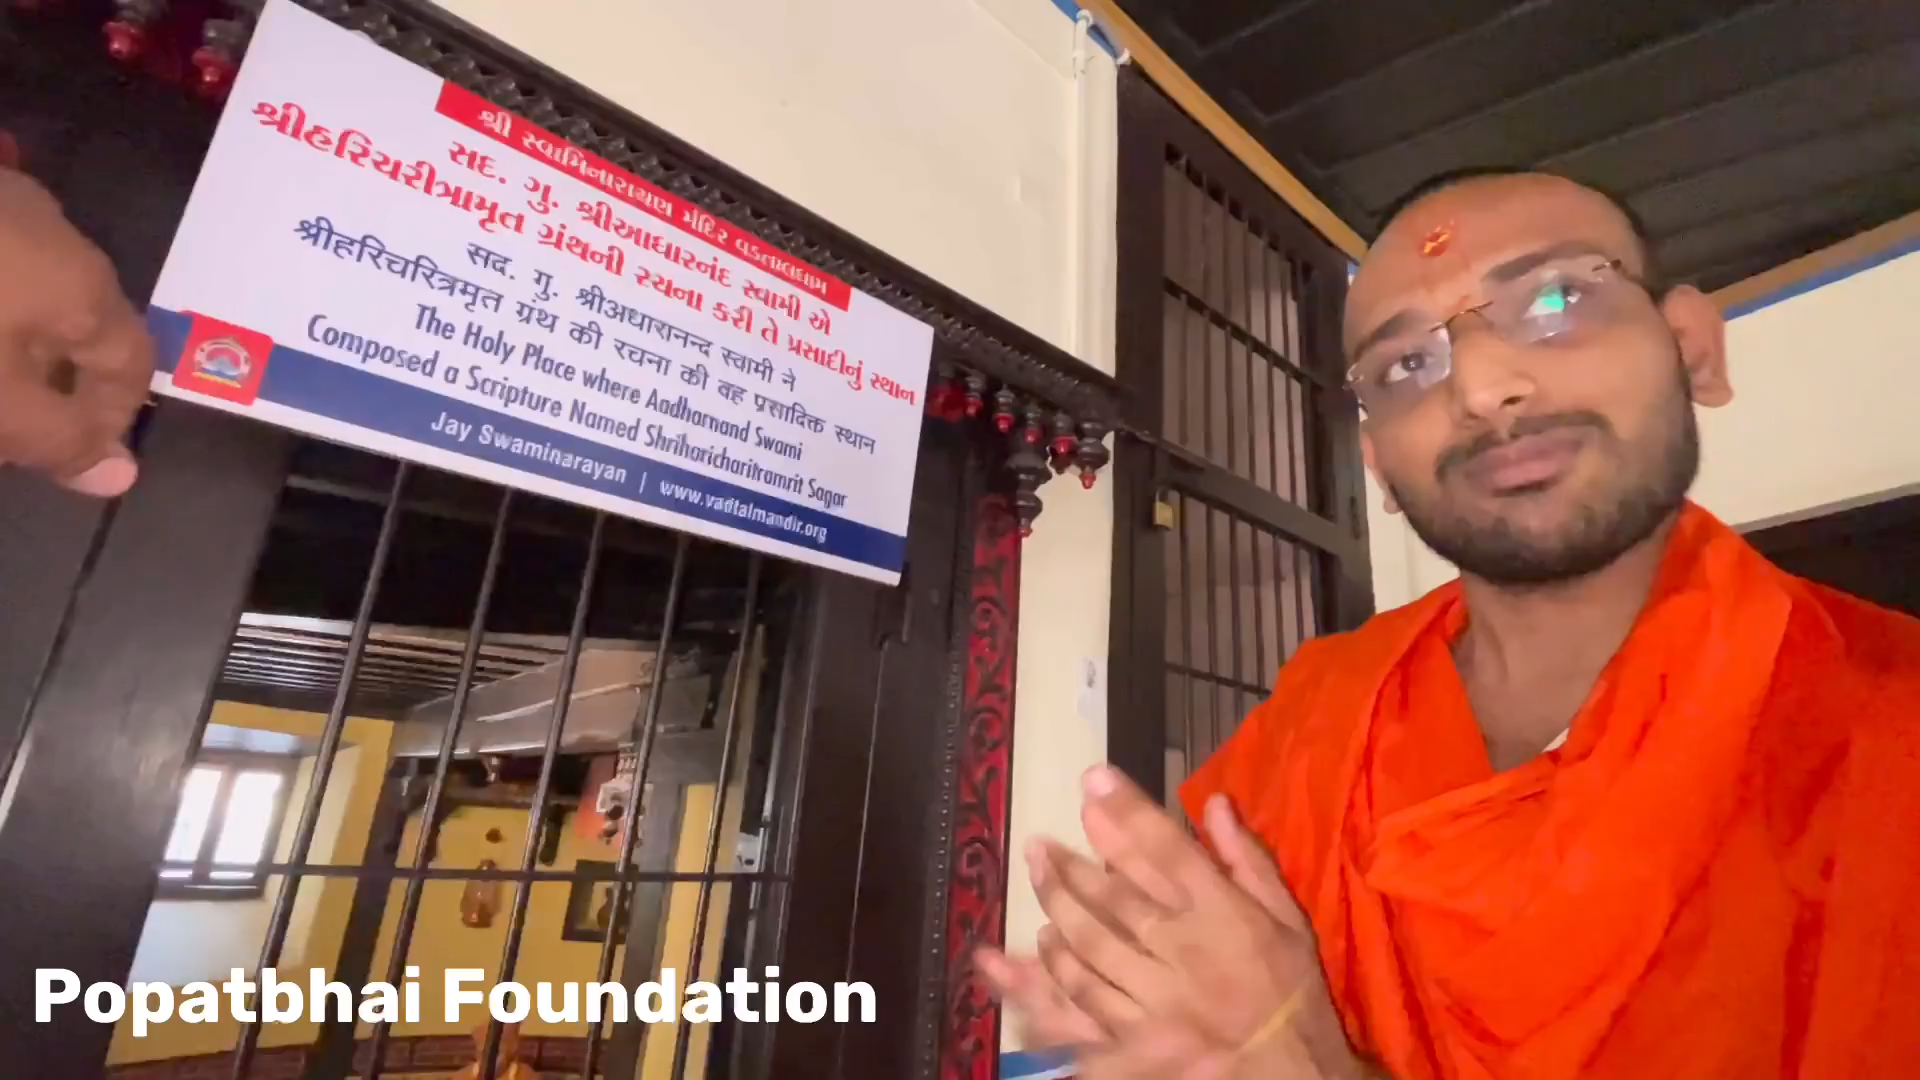 શ્રી સ્વામિનારાયણ મંદિર વડતાલધામ
સદ. ગુ. શ્રીઆધારનંદ સ્વામી એ
શ્રીહરિચરીત્રામૃત ગ્રંથની રચના કરી તે પ્રસાદીનું સ્થાન
सद. गु. श्रीअधारानन्द स्वामी ने
श्रीहरिचरित्रमृत ग्रंथ की रचना की वह प्रसादिक्त स्थान
The Holy Place where Aadharnand Swami
Composed a Scripture Named Shrihoricharitramrit Sagar
Jay Swaminarayan | www.vadtalmandir.org
Popatbhai Foundation